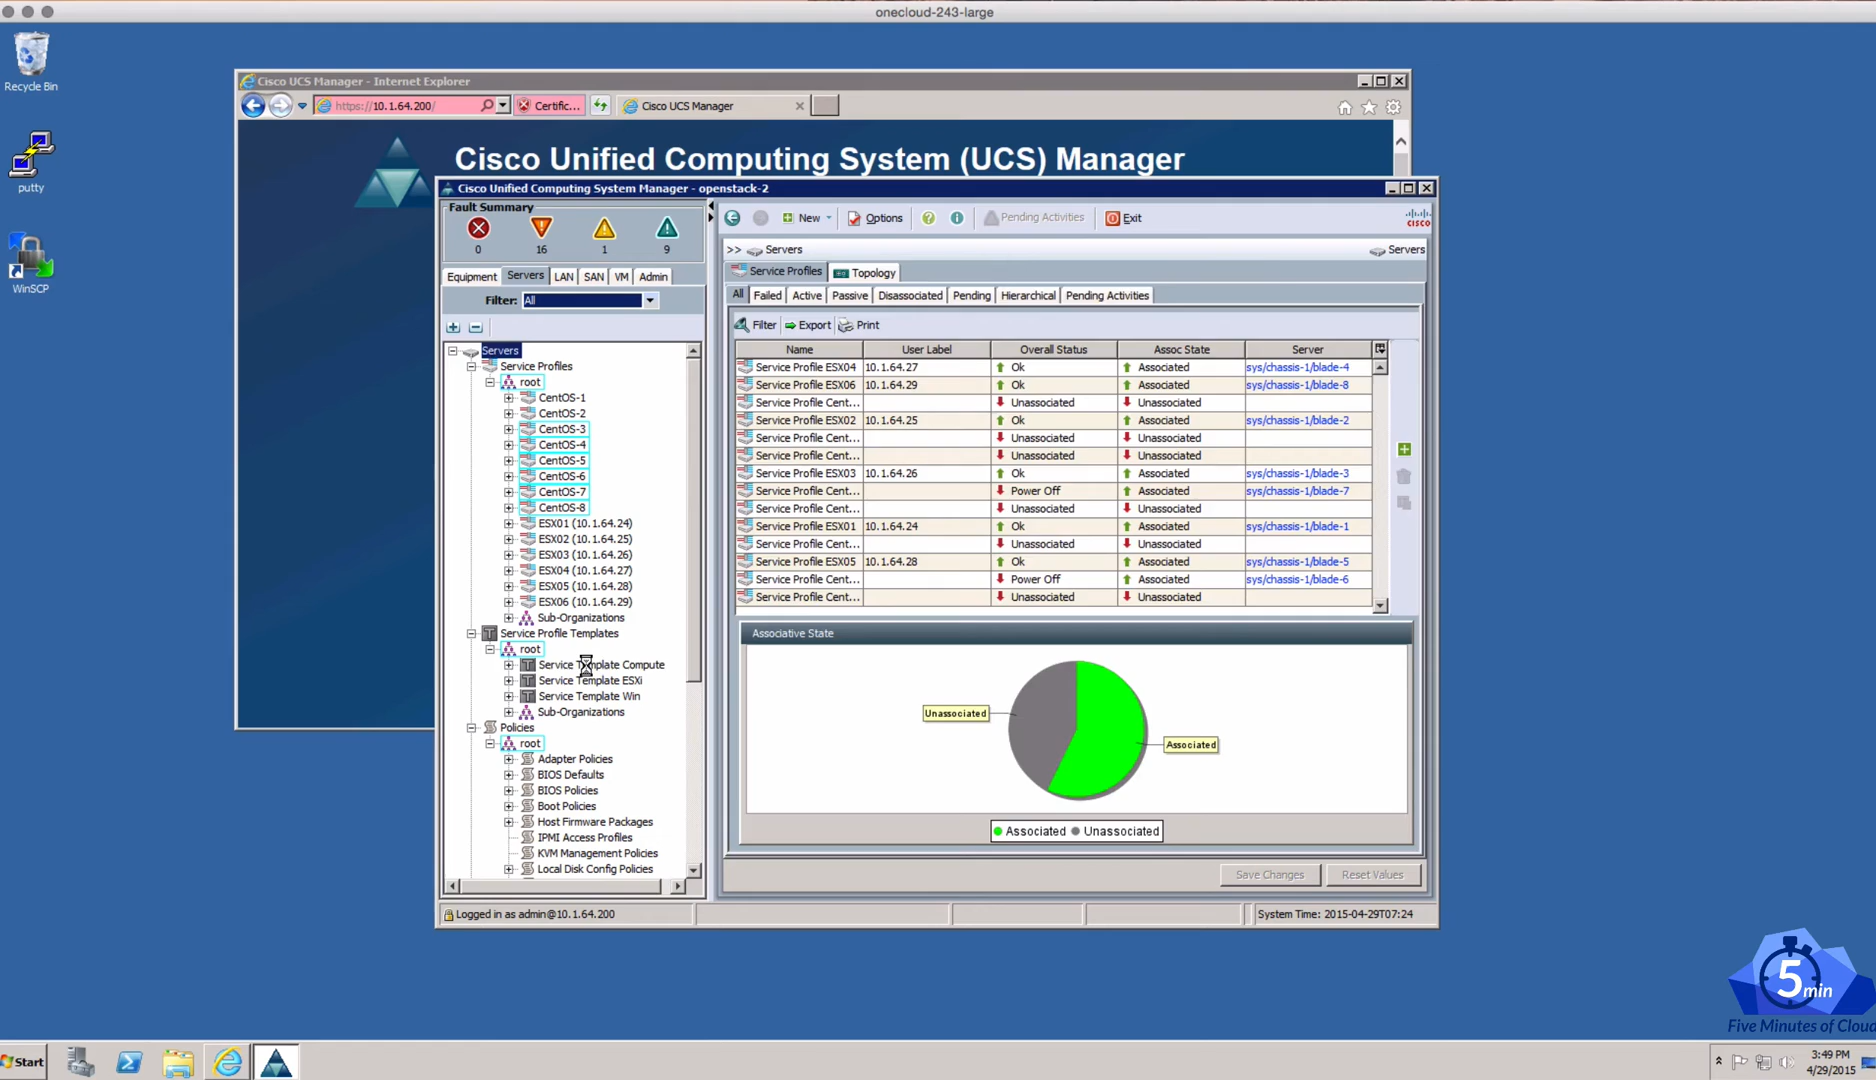 onecloud-243-large
Recycle Bin
putty
WinSCP
Cisco UCS Manager - Internet Explorer
https://10.1.64.200/
Certific...
Cisco UCS Manager
Cisco Unified Computing System (UCS) Manager
Cisco Unified Computing System Manager - openstack-2
Fault Summary
0 16 1 9
New Options Pending Activities Exit
cisco
>> Servers Servers
Equipment Servers LAN SAN VM Admin
Filter: All
Servers
Service Profiles
root
CentOS-1
CentOS-2
CentOS-3
CentOS-4
CentOS-5
CentOS-6
CentOS-7
CentOS-8
ESX01 (10.1.64.24)
ESX02 (10.1.64.25)
ESX03 (10.1.64.26)
ESX04 (10.1.64.27)
ESX05 (10.1.64.28)
ESX06 (10.1.64.29)
Sub-Organizations
Service Profile Templates
root
Service Template Compute
Service Template ESXi
Service Template Win
Sub-Organizations
Policies
root
Adapter Policies
BIOS Defaults
BIOS Policies
Boot Policies
Host Firmware Packages
IPMI Access Profiles
KVM Management Policies
Local Disk Config Policies
Service Profiles Topology
All Failed Active Passive Disassociated Pending Hierarchical Pending Activities
Filter Export Print
Name User Label Overall Status Assoc State Server
Service Profile ESX04 10.1.64.27 Ok Associated sys/chassis-1/blade-4
Service Profile ESX06 10.1.64.29 Ok Associated sys/chassis-1/blade-8
Service Profile Cent... Unassociated Unassociated
Service Profile ESX02 10.1.64.25 Ok Associated sys/chassis-1/blade-2
Service Profile Cent... Unassociated Unassociated
Service Profile Cent... Unassociated Unassociated
Service Profile ESX03 10.1.64.26 Ok Associated sys/chassis-1/blade-3
Service Profile Cent... Power Off Associated sys/chassis-1/blade-7
Service Profile Cent... Unassociated Unassociated
Service Profile ESX01 10.1.64.24 Ok Associated sys/chassis-1/blade-1
Service Profile Cent... Unassociated Unassociated
Service Profile ESX05 10.1.64.28 Ok Associated sys/chassis-1/blade-5
Service Profile Cent... Power Off Associated sys/chassis-1/blade-6
Service Profile Cent... Unassociated Unassociated
Associative State
Unassociated
Associated
Associated Unassociated
Save Changes Reset Values
Logged in as admin@10.1.64.200 System Time: 2015-04-29T07:24
5 min
Five Minutes of Cloud
Start
3:49 PM
4/29/2015